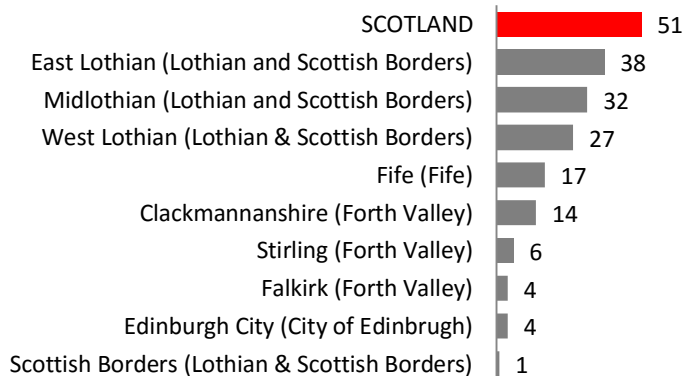 SCOTLAND 51
East Lothian (Lothian and Scottish Borders) 38
Midlothian (Lothian and Scottish Borders) 32
West Lothian (Lothian & Scottish Borders) 27
Fife (Fife) 17
Clackmannanshire (Forth Valley) 14
Stirling (Forth Valley) 6
Falkirk (Forth Valley) 4
Edinburgh City (City of Edinbrugh) 4
Scottish Borders (Lothian & Scottish Borders) 1